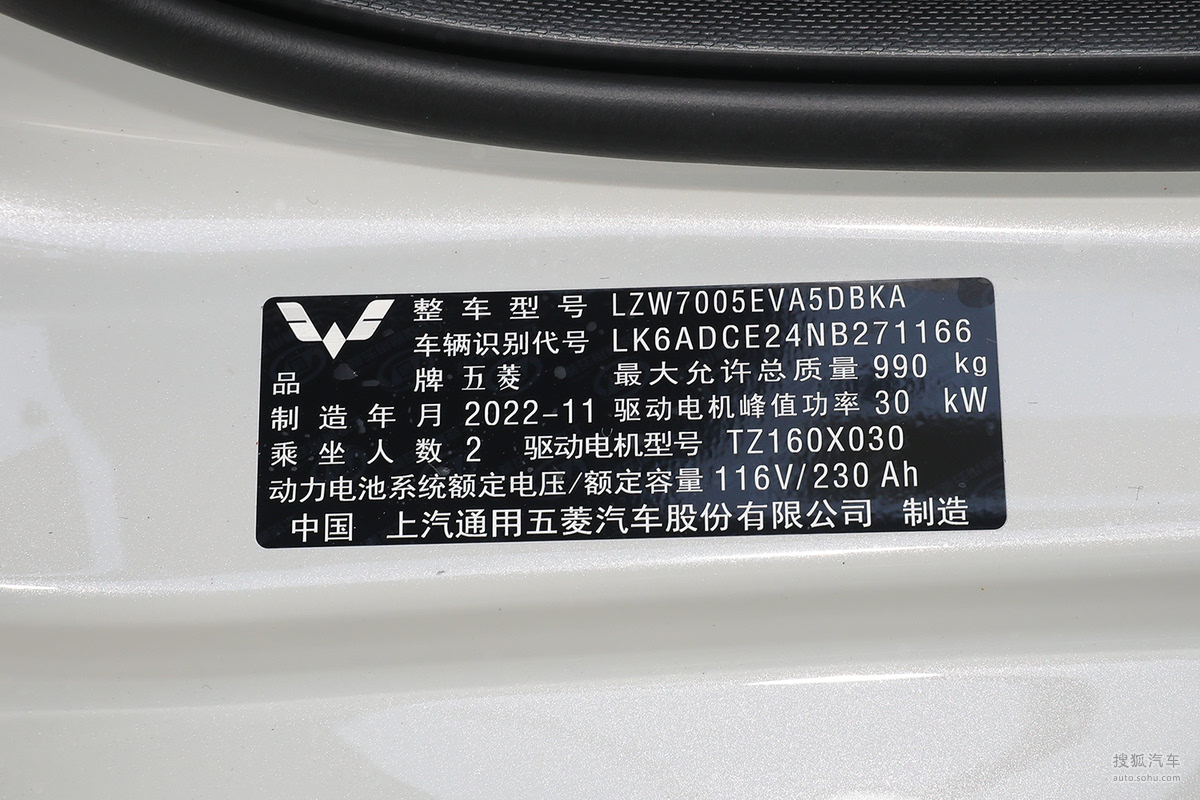 整车型号 LZW7005EVA5DBKA
车辆识别代号 LK6ADCE24NB271166
品牌 五菱 最大允许总质量 990 kg
制造年月 2022-11 驱动电机峰值功率 30 kW
乘坐人数 2 驱动电机型号 TZ160X030
动力电池系统额定电压/额定容量 116V/230 Ah
中国 上汽通用五菱汽车股份有限公司 制造
搜狐汽车
auto.sohu.com